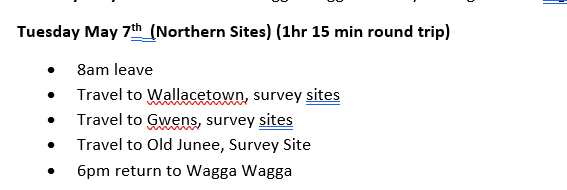 Tuesday May 7th (Northern Sites) (1hr 15 min round trip)
• 8am leave
• Travel to Wallacetown, survey sites
• Travel to Gwens, survey sites
• Travel to Old Junee, Survey Site
• 6pm return to Wagga Wagga